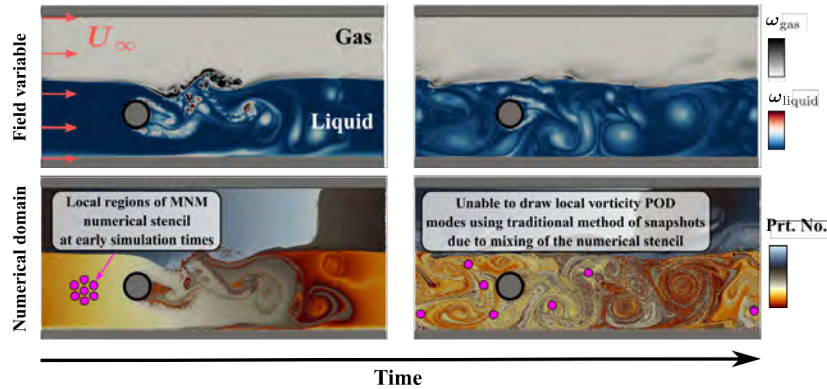 U∞
Gas
Liquid
Field variable
ω_gas
ω_liquid
Local regions of MNM
numerical stencil
at early simulation times
Unable to draw local vorticity POD
modes using traditional method of snapshots
due to mixing of the numerical stencil
Numerical domain
Prt. No.
Time